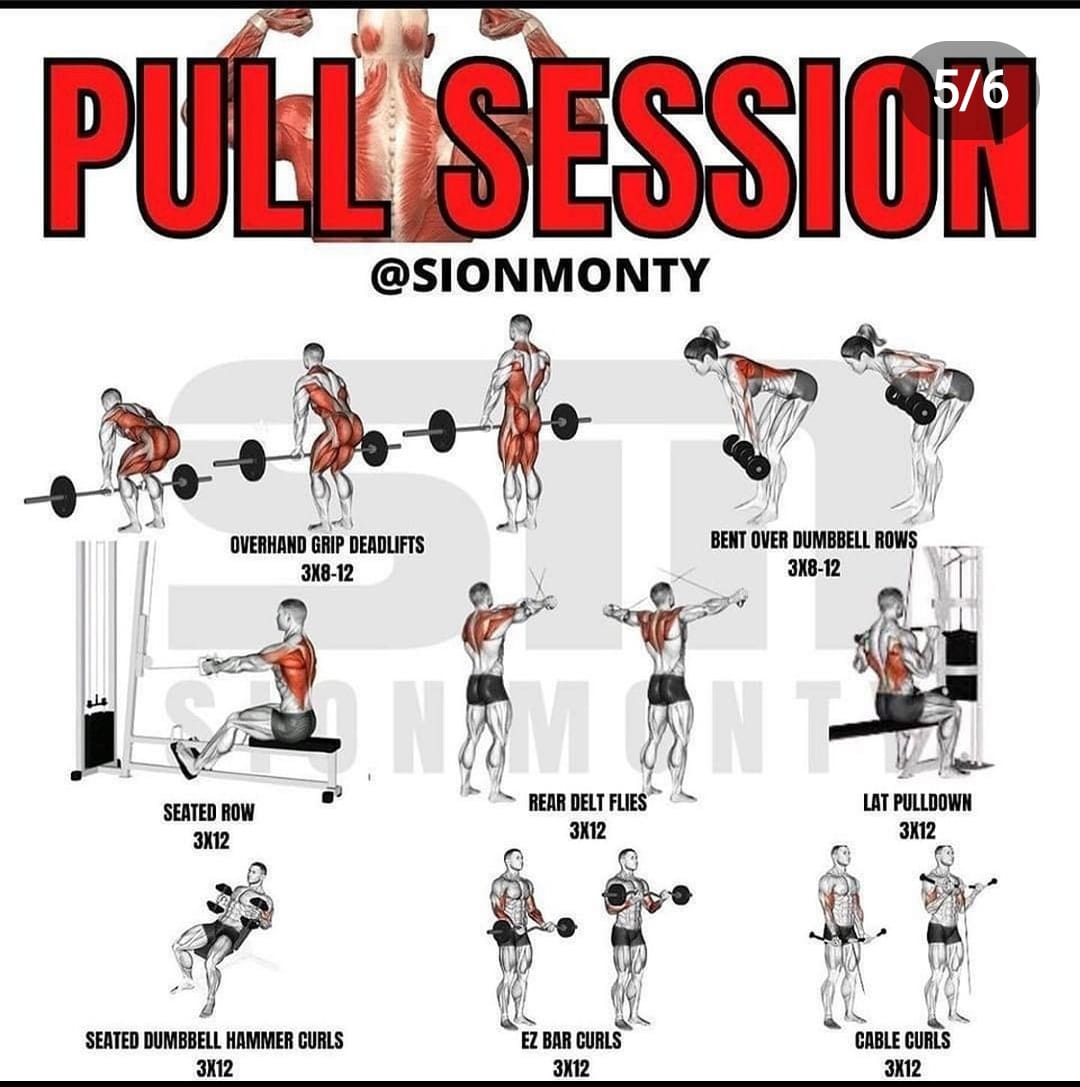 PULL SESSION
5/6
@SIONMONTY
OVERHAND GRIP DEADLIFTS
3X8-12
BENT OVER DUMBBELL ROWS
3X8-12
SION MONTY
SEATED ROW
3X12
REAR DELT FLIES
3X12
LAT PULLDOWN
3X12
SEATED DUMBBELL HAMMER CURLS
3X12
EZ BAR CURLS
3X12
CABLE CURLS
3X12